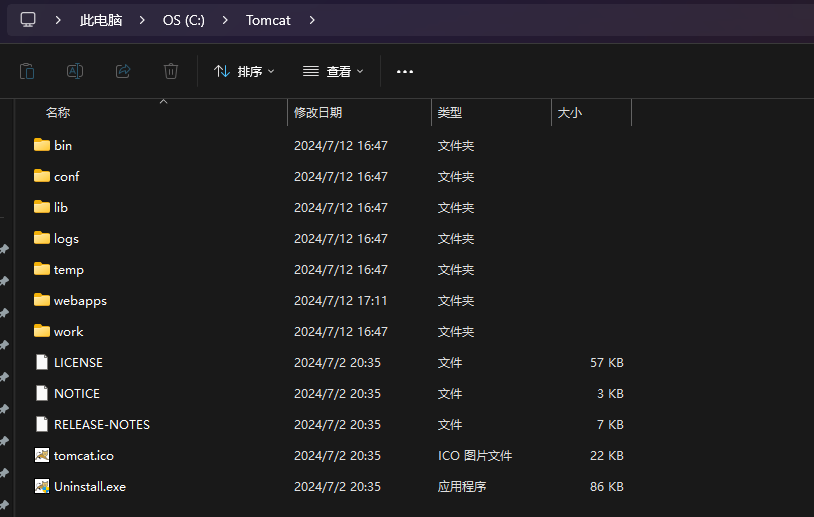 此电脑 OS (C:) Tomcat
排序 查看
名称 修改日期 类型 大小
bin 2024/7/12 16:47 文件夹
conf 2024/7/12 16:47 文件夹
lib 2024/7/12 16:47 文件夹
logs 2024/7/12 16:47 文件夹
temp 2024/7/12 16:47 文件夹
webapps 2024/7/12 17:11 文件夹
work 2024/7/12 16:47 文件夹
LICENSE 2024/7/2 20:35 文件 57 KB
NOTICE 2024/7/2 20:35 文件 3 KB
RELEASE-NOTES 2024/7/2 20:35 文件 7 KB
tomcat.ico 2024/7/2 20:35 ICO 图片文件 22 KB
Uninstall.exe 2024/7/2 20:35 应用程序 86 KB